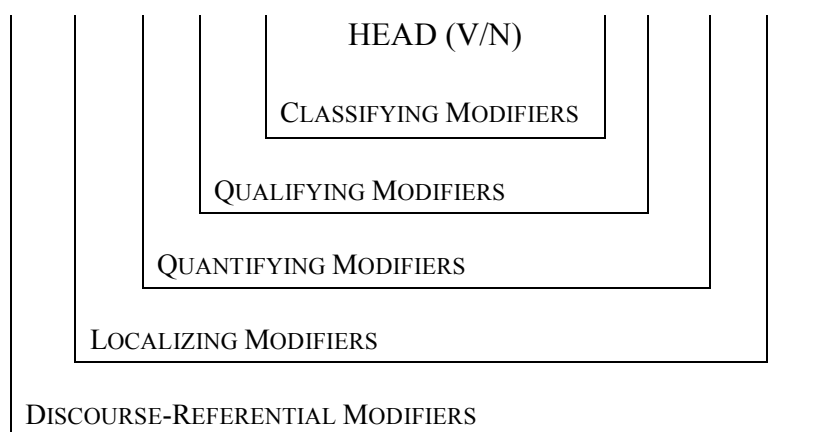 HEAD (V/N)
CLASSIFYING MODIFIERS
QUALIFYING MODIFIERS
QUANTIFYING MODIFIERS
LOCALIZING MODIFIERS
DISCOURSE-REFERENTIAL MODIFIERS